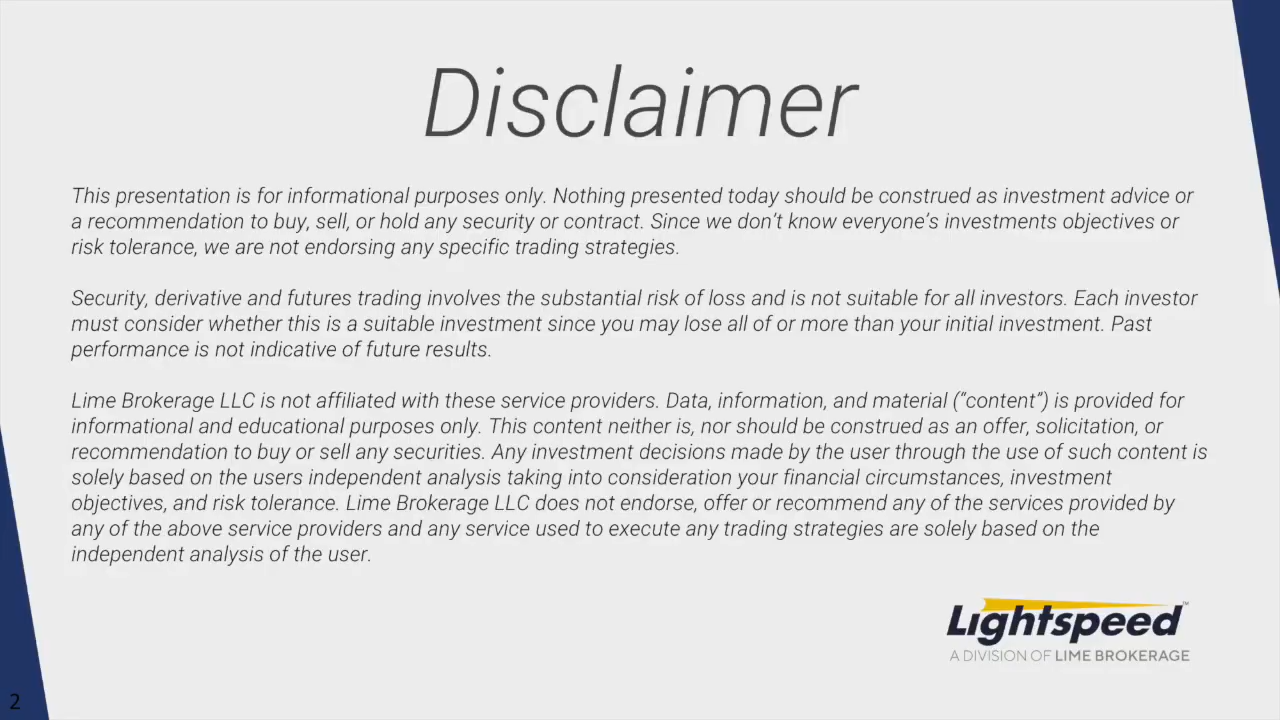 Disclaimer
This presentation is for informational purposes only. Nothing presented today should be construed as investment advice or
a recommendation to buy, sell, or hold any security or contract. Since we don’t know everyone’s investments objectives or
risk tolerance, we are not endorsing any specific trading strategies.
Security, derivative and futures trading involves the substantial risk of loss and is not suitable for all investors. Each investor
must consider whether this is a suitable investment since you may lose all of or more than your initial investment. Past
performance is not indicative of future results.
Lime Brokerage LLC is not affiliated with these service providers. Data, information, and material (“content”) is provided for
informational and educational purposes only. This content neither is, nor should be construed as an offer, solicitation, or
recommendation to buy or sell any securities. Any investment decisions made by the user through the use of such content is
solely based on the users independent analysis taking into consideration your financial circumstances, investment
objectives, and risk tolerance. Lime Brokerage LLC does not endorse, offer or recommend any of the services provided by
any of the above service providers and any service used to execute any trading strategies are solely based on the
independent analysis of the user.
Lightspeed™
A DIVISION OF LIME BROKERAGE
2